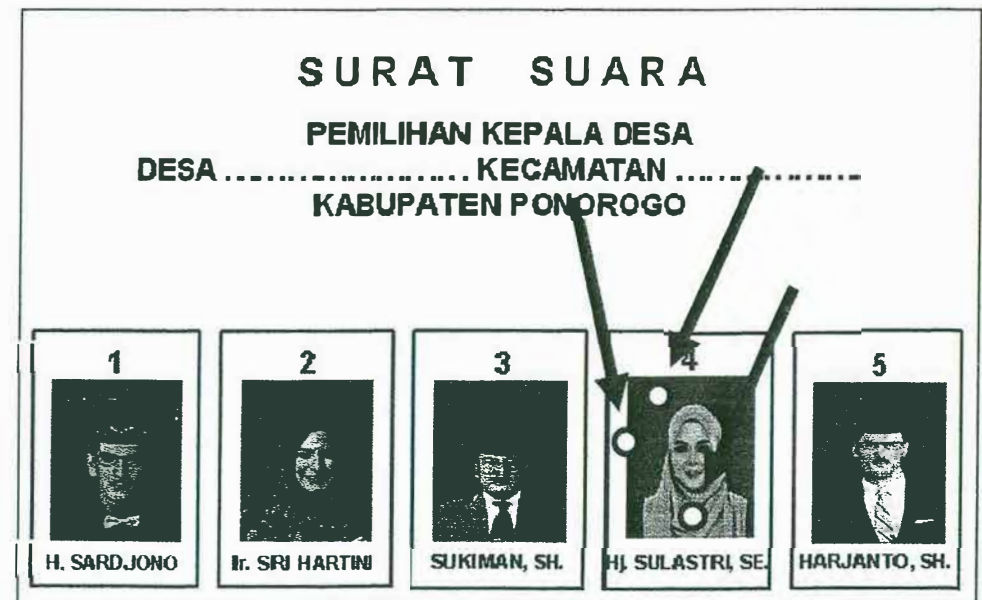 SURAT SUARA
PEMILIHAN KEPALA DESA
DESA ........................ KECAMATAN ..................
KABUPATEN PONOROGO
1 2 3 4 5
H. SARDJONO Ir. SRI HARTINI SUKIMAN, SH. Hj. SULASTRI, SE. HARJANTO, SH.